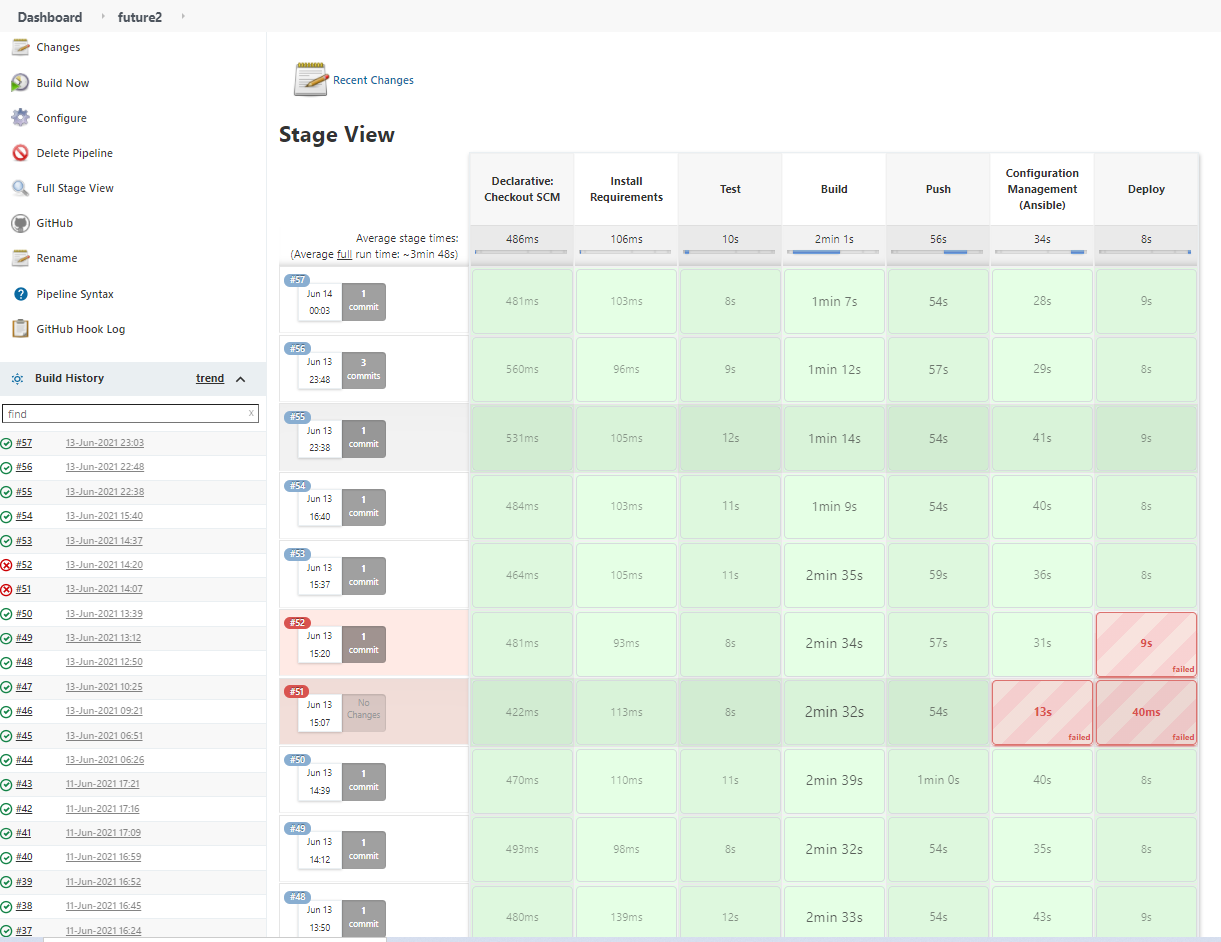 Dashboard
future2
Changes
Build Now
Configure
Delete Pipeline
Full Stage View
GitHub
Rename
Pipeline Syntax
GitHub Hook Log
Build History trend
find x
#57 13-Jun-2021 23:03
#56 13-Jun-2021 22:48
#55 13-Jun-2021 22:38
#54 13-Jun-2021 15:40
#53 13-Jun-2021 14:37
#52 13-Jun-2021 14:20
#51 13-Jun-2021 14:07
#50 13-Jun-2021 13:39
#49 13-Jun-2021 13:12
#48 13-Jun-2021 12:50
#47 13-Jun-2021 10:25
#46 13-Jun-2021 09:21
#45 13-Jun-2021 06:51
#44 13-Jun-2021 06:26
#43 11-Jun-2021 17:21
#42 11-Jun-2021 17:16
#41 11-Jun-2021 17:09
#40 11-Jun-2021 16:59
#39 11-Jun-2021 16:52
#38 11-Jun-2021 16:45
#37 11-Jun-2021 16:24
Recent Changes
Stage View
Declarative:
Checkout SCM
Install
Requirements
Test
Build
Push
Configuration
Management
(Ansible)
Deploy
Average stage times:
(Average full run time: ~3min 48s)
486ms 106ms 10s 2min 1s 56s 34s 8s
#57
Jun 14
00:03
1
commit
481ms 103ms 8s 1min 7s 54s 28s 9s
#56
Jun 13
23:48
3
commits
560ms 96ms 9s 1min 12s 57s 29s 8s
#55
Jun 13
23:38
1
commit
531ms 105ms 12s 1min 14s 54s 41s 9s
#54
Jun 13
16:40
1
commit
484ms 103ms 11s 1min 9s 54s 40s 8s
#53
Jun 13
15:37
1
commit
464ms 105ms 11s 2min 35s 59s 36s 8s
#52
Jun 13
15:20
1
commit
481ms 93ms 8s 2min 34s 57s 31s 9s
failed
#51
Jun 13
15:07
No
Changes
422ms 113ms 8s 2min 32s 54s 13s 40ms
failed failed
#50
Jun 13
14:39
1
commit
470ms 110ms 11s 2min 39s 1min 0s 40s 8s
#49
Jun 13
14:12
1
commit
493ms 98ms 8s 2min 32s 54s 35s 8s
#48
Jun 13
13:50
1
commit
480ms 139ms 12s 2min 33s 54s 43s 9s